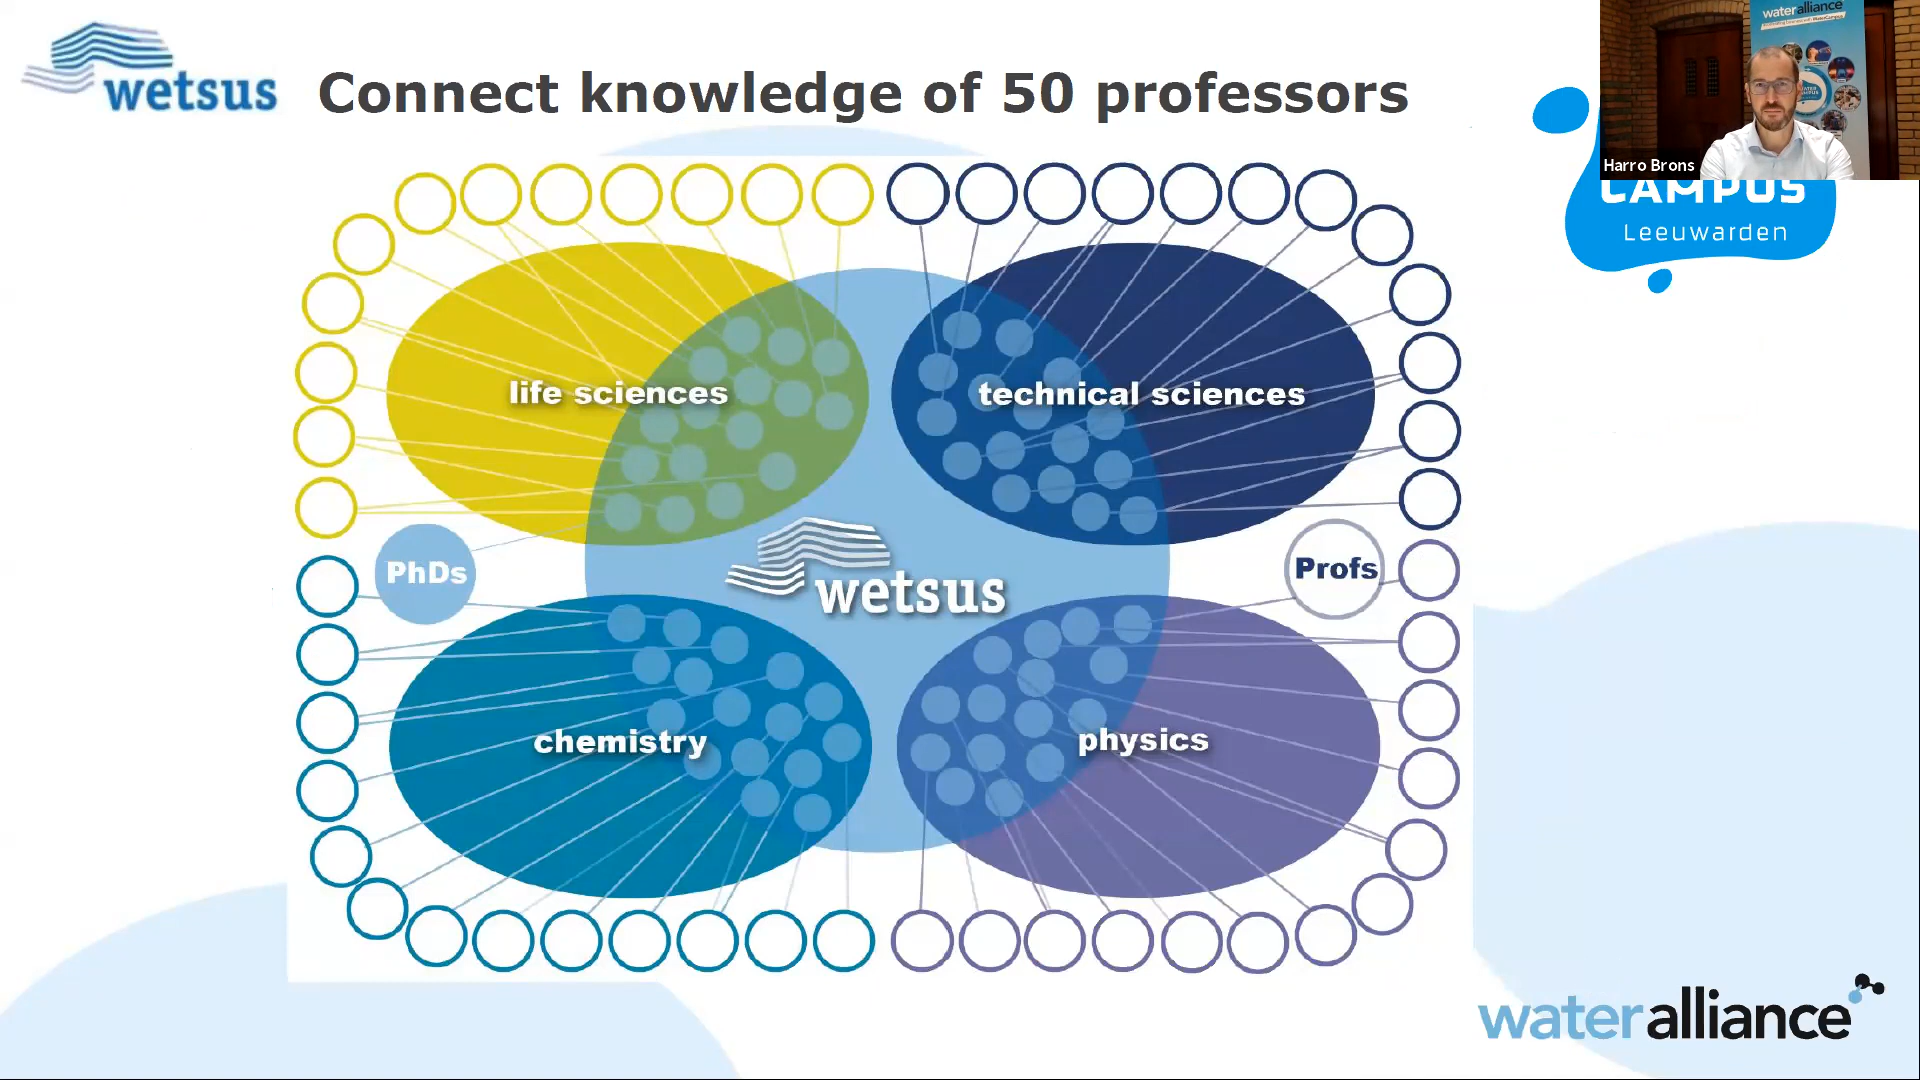 wetsus
Connect knowledge of 50 professors
wateralliance
Harro Brons
CAMPUS
Leeuwarden
life sciences
technical sciences
PhDs
Profs
wetsus
chemistry
physics
wateralliance